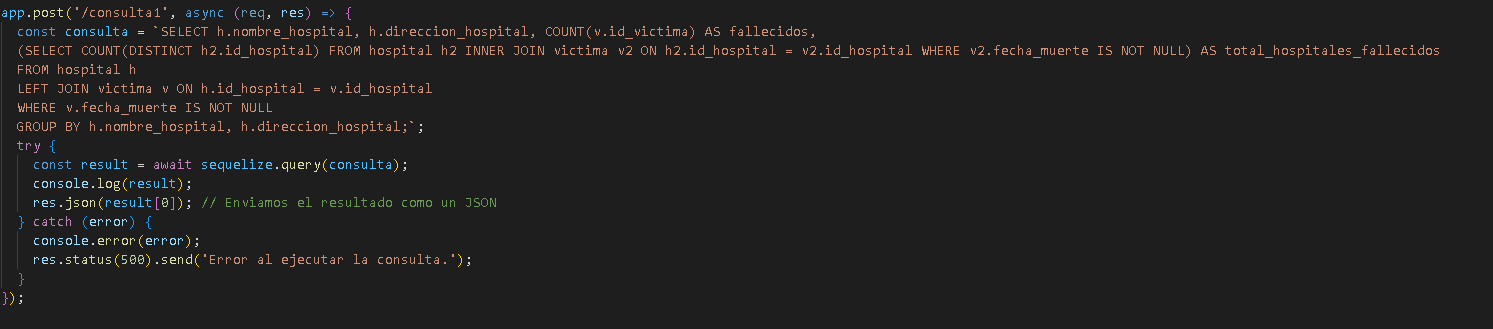 app.post('/consulta1', async (req, res) => {
const consulta = `SELECT h.nombre_hospital, h.direccion_hospital, COUNT(v.id_victima) AS fallecidos,
(SELECT COUNT(DISTINCT h2.id_hospital) FROM hospital h2 INNER JOIN victima v2 ON h2.id_hospital = v2.id_hospital WHERE v2.fecha_muerte IS NOT NULL) AS total_hospitales_fallecidos
FROM hospital h
LEFT JOIN victima v ON h.id_hospital = v.id_hospital
WHERE v.fecha_muerte IS NOT NULL
GROUP BY h.nombre_hospital, h.direccion_hospital;`;
try {
const result = await sequelize.query(consulta);
console.log(result);
res.json(result[0]); // Enviamos el resultado como un JSON
} catch (error) {
console.error(error);
res.status(500).send('Error al ejecutar la consulta.');
}
});